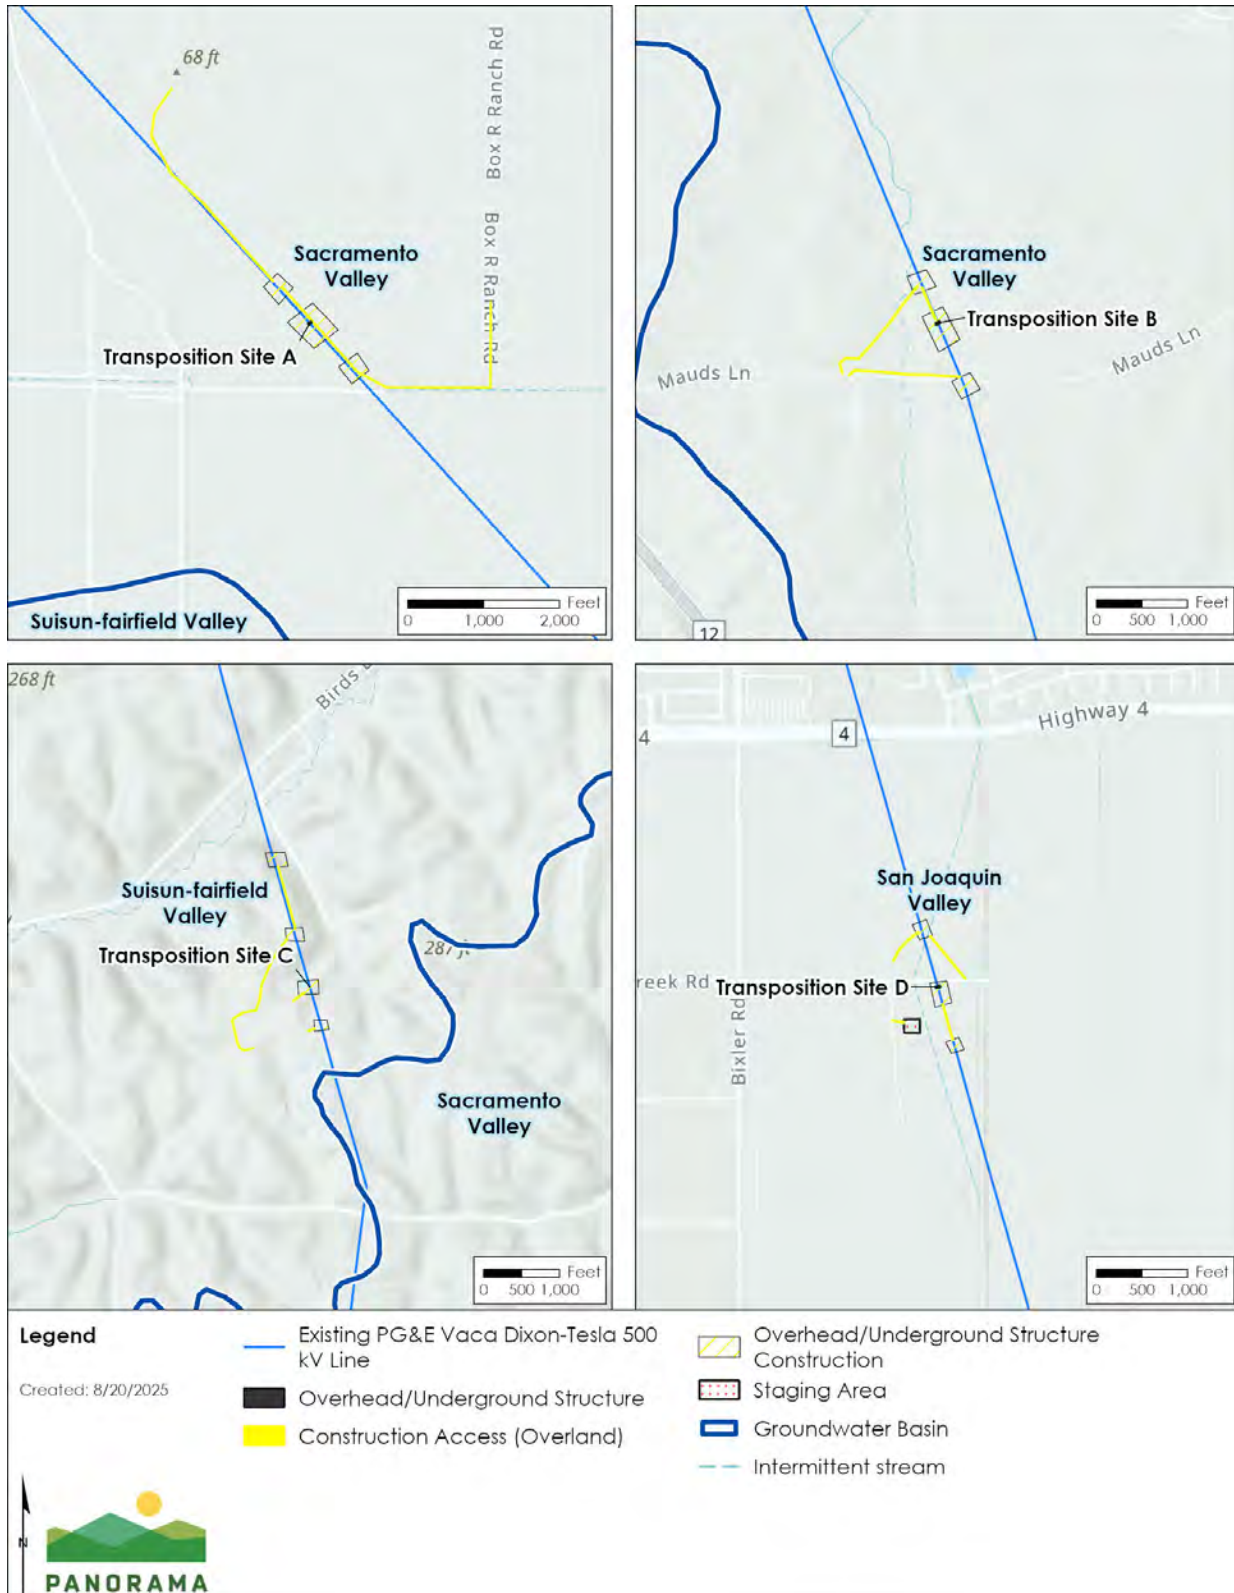 68 ft
Box R Ranch Rd
Box R Ranch Rd
Sacramento
Valley
Transposition Site A
Suisun-fairfield Valley
Feet
0 1,000 2,000
Sacramento
Valley
Transposition Site B
Mauds Ln
Mauds Ln
12
Feet
0 500 1,000
268 ft
Birds
Suisun-fairfield
Valley
Transposition Site C
287 ft
Sacramento
Valley
Feet
0 500 1,000
Highway 4
4
4
San Joaquin
Valley
reek Rd
Transposition Site D
Bixler Rd
Feet
0 500 1,000
Legend
Created: 8/20/2025
Existing PG&E Vaca Dixon-Tesla 500
kV Line
Overhead/Underground Structure
Construction Access (Overland)
Overhead/Underground Structure
Construction
Staging Area
Groundwater Basin
Intermittent stream
N
PANORAMA